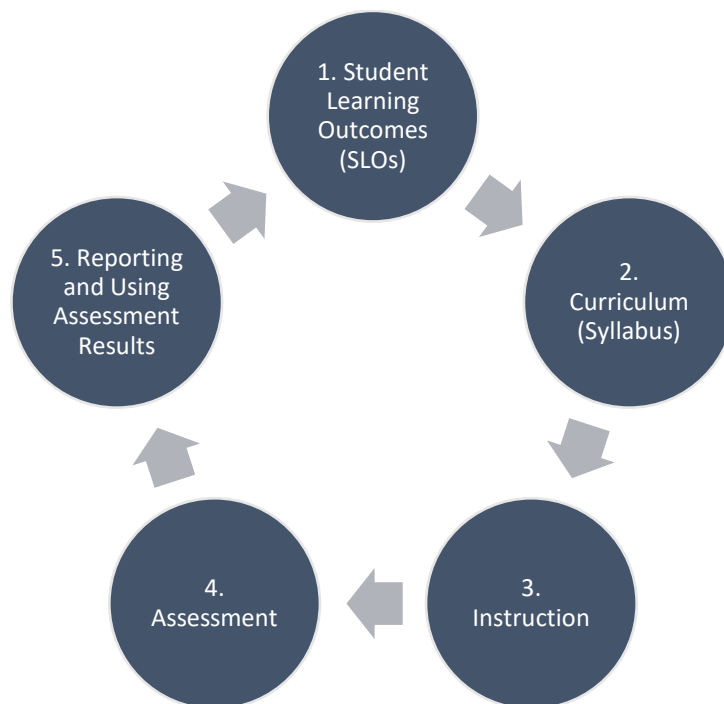 1. Student
Learning
Outcomes
(SLOs)
2.
Curriculum
(Syllabus)
3.
Instruction
4.
Assessment
5. Reporting
and Using
Assessment
Results